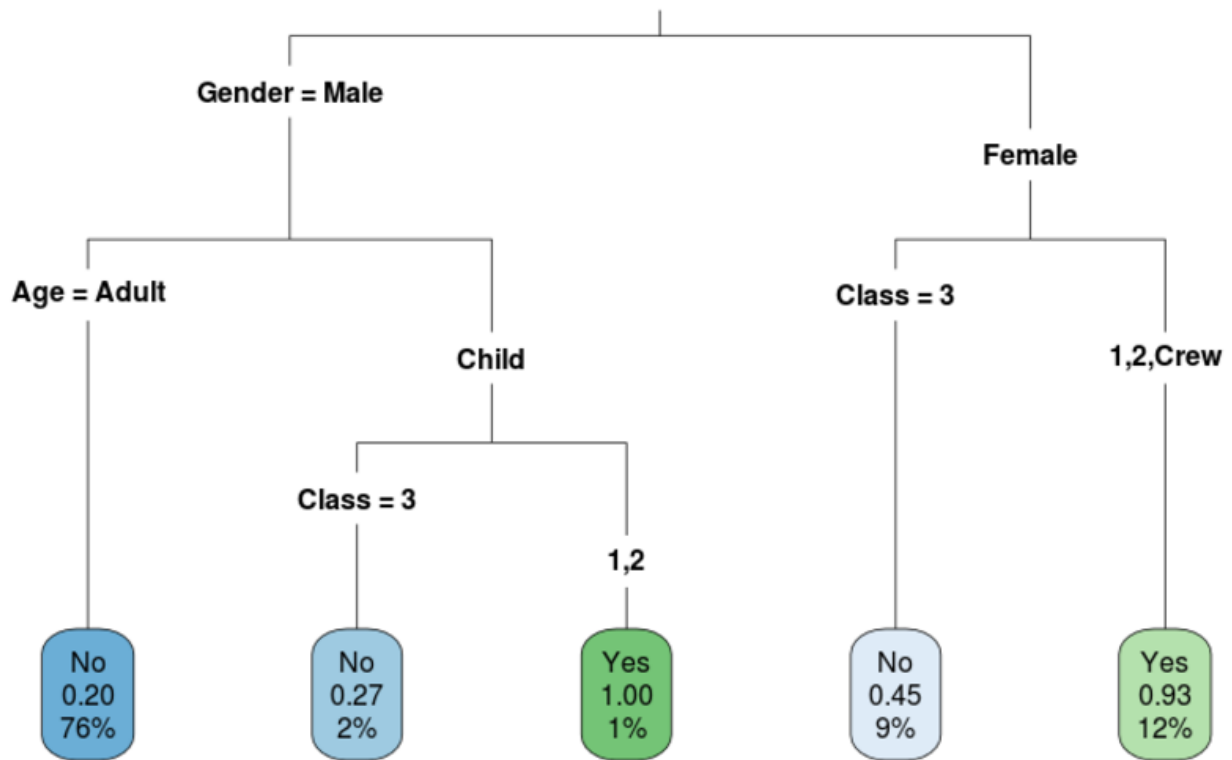 Gender = Male
Female
Age = Adult
Class = 3
Child
1,2,Crew
Class = 3
1,2
No
0.20
76%
No
0.27
2%
Yes
1.00
1%
No
0.45
9%
Yes
0.93
12%